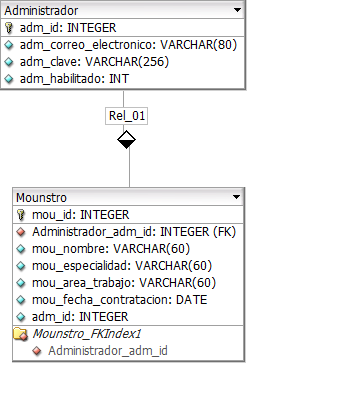 Administrador
adm_id: INTEGER
adm_correo_electronico: VARCHAR(80)
adm_clave: VARCHAR(256)
adm_habilitado: INT
Rel_01
Mounstro
mou_id: INTEGER
Administrador_adm_id: INTEGER (FK)
mou_nombre: VARCHAR(60)
mou_especialidad: VARCHAR(60)
mou_area_trabajo: VARCHAR(60)
mou_fecha_contratacion: DATE
adm_id: INTEGER
Mounstro_FKIndex1
Administrador_adm_id